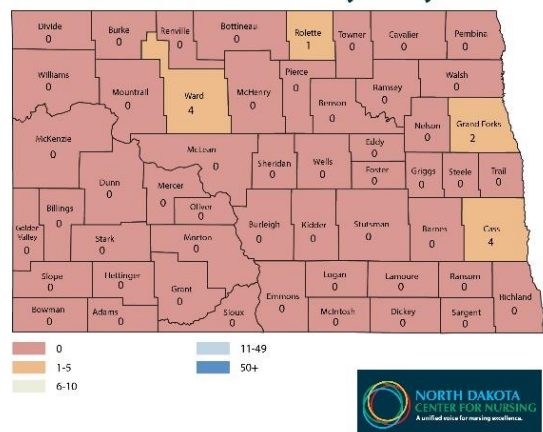 Divide
0
Burke
0
Renville
0
Bottineau
0
Rolette
1
Towner
0
Cavalier
0
Pembina
0
Williams
0
Mountrail
0
Ward
4
McHenry
0
Pierce
0
Benson
0
Ramsey
0
Walsh
0
Nelson
0
Grand Forks
2
McKenzie
0
McLean
0
Sheridan
0
Wells
0
Eddy
0
Foster
0
Griggs
0
Steele
0
Trail
0
Dunn
0
Mercer
0
Oliver
0
Billings
0
Golden
Valley
0
Stark
0
Morton
0
Burleigh
0
Kidder
0
Stutsman
0
Barnes
0
Cass
4
Slope
0
Hettinger
0
Grant
0
Bowman
0
Adams
0
Sioux
0
Emmons
0
Logan
0
Lamoure
0
Ransom
0
Richland
0
McIntosh
0
Dickey
0
Sargent
0
0
1-5
6-10
11-49
50+
NORTH DAKOTA
CENTER FOR NURSING
A unified voice for nursing excellence.